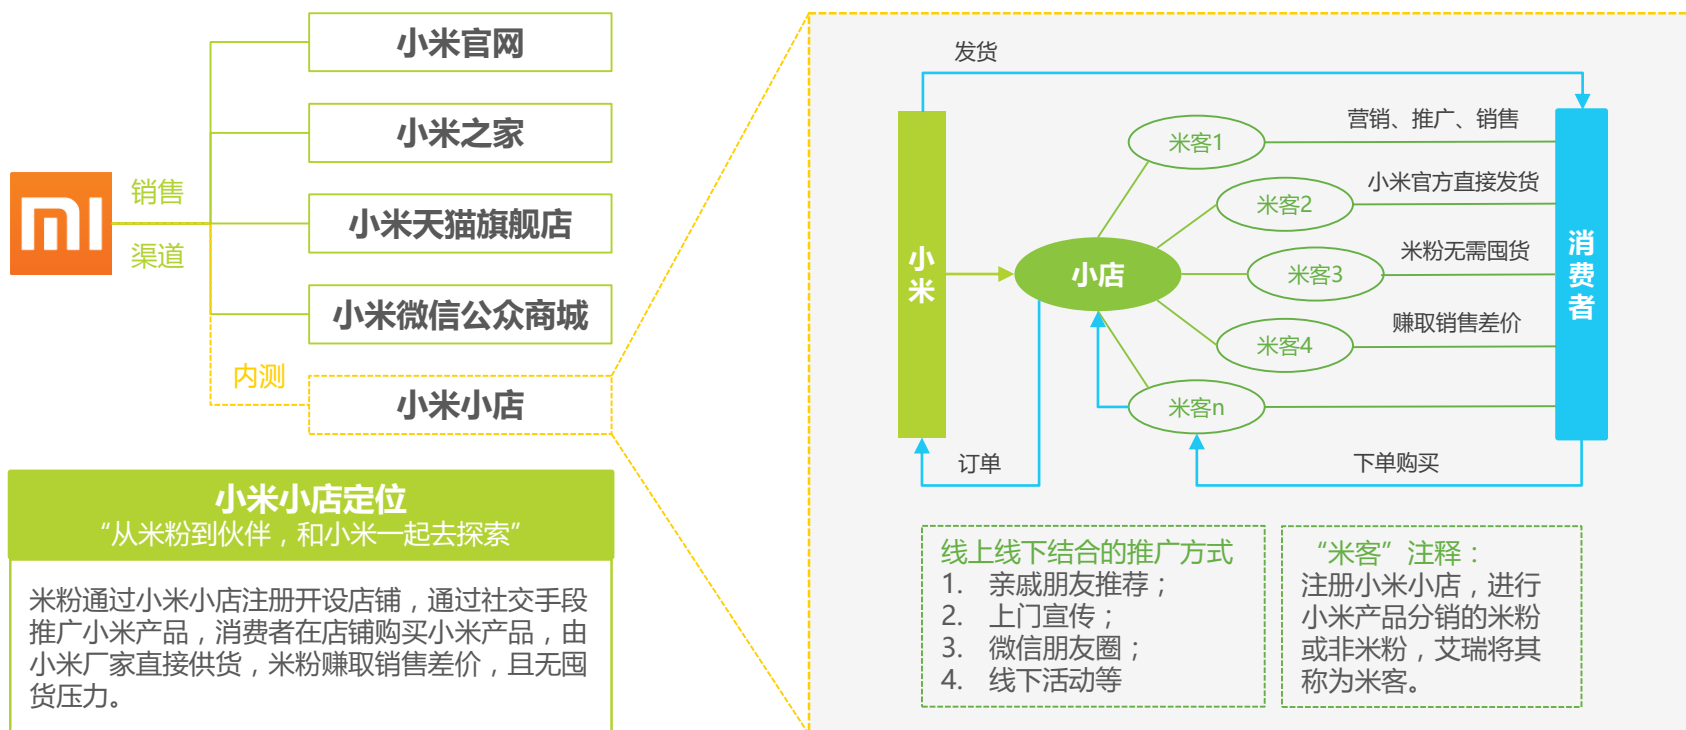 小米官网
小米之家
小米天猫旗舰店
小米微信公众商城
小米小店
销售
渠道
内测
小米小店定位
“从米粉到伙伴，和小米一起去探索”
米粉通过小米小店注册开设店铺，通过社交手段
推广小米产品，消费者在店铺购买小米产品，由
小米厂家直接供货，米粉赚取销售差价，且无囤
货压力。
发货
小米
小店
米客1
米客2
米客3
米客4
米客n
营销、推广、销售
小米官方直接发货
米粉无需囤货
赚取销售差价
消费者
订单
下单购买
线上线下结合的推广方式
1. 亲戚朋友推荐；
2. 上门宣传；
3. 微信朋友圈；
4. 线下活动等
“米客”注释：
注册小米小店，进行
小米产品分销的米粉
或非米粉，艾瑞将其
称为米客。